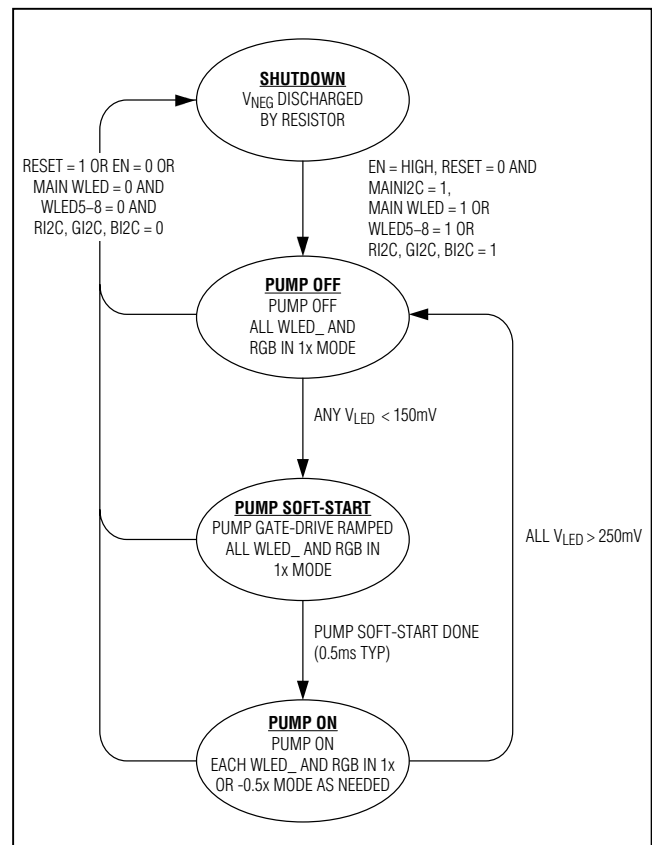 SHUTDOWN
VNEG DISCHARGED
BY RESISTOR
RESET = 1 OR EN = 0 OR
MAIN WLED = 0 AND
WLED5–8 = 0 AND
RI2C, GI2C, BI2C = 0
EN = HIGH, RESET = 0 AND
MAINI2C = 1,
MAIN WLED = 1 OR
WLED5–8 = 1 OR
RI2C, GI2C, BI2C = 1
PUMP OFF
PUMP OFF
ALL WLED_ AND
RGB IN 1x MODE
ANY VLED < 150mV
PUMP SOFT-START
PUMP GATE-DRIVE RAMPED
ALL WLED_ AND RGB IN
1x MODE
ALL VLED > 250mV
PUMP SOFT-START DONE
(0.5ms TYP)
PUMP ON
PUMP ON
EACH WLED_ AND RGB IN 1x
OR -0.5x MODE AS NEEDED